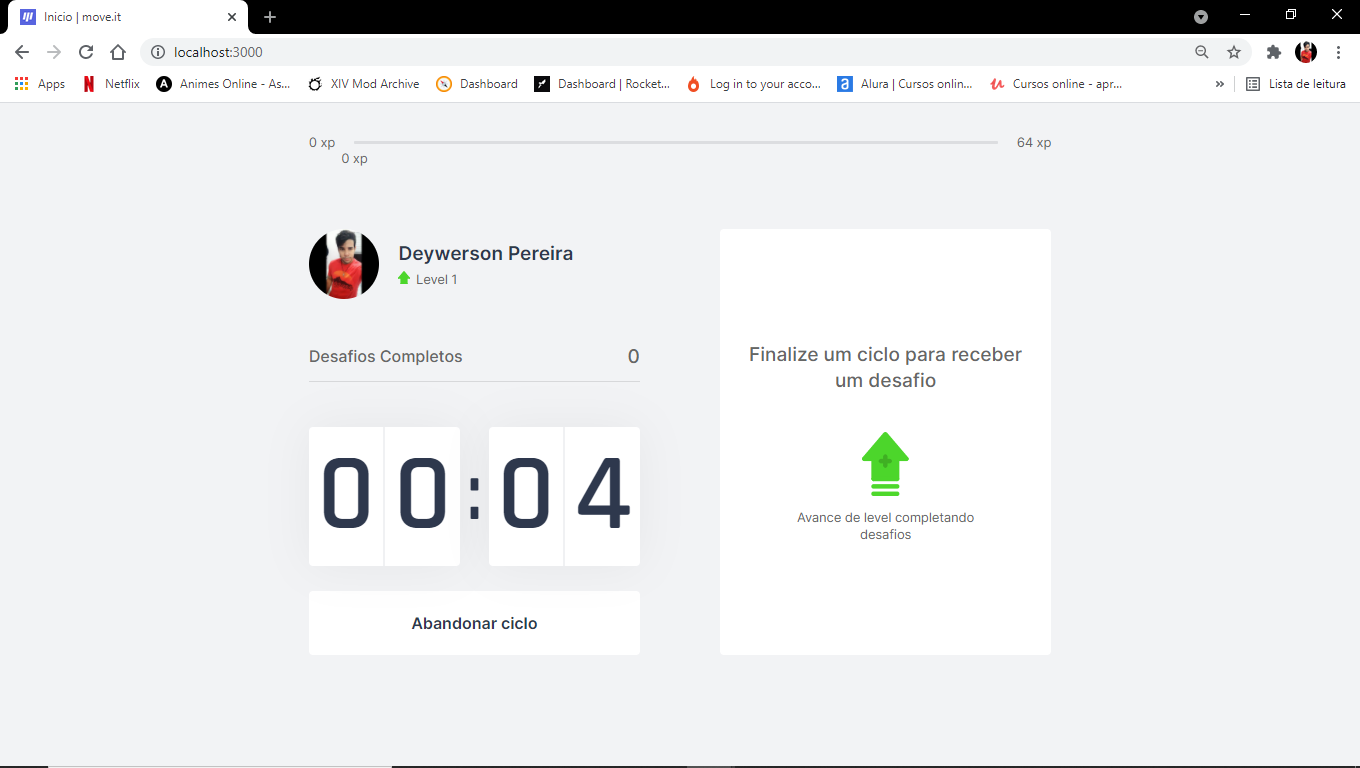 Inicio | move.it
localhost:3000
Apps
Netflix
Animes Online - As...
XIV Mod Archive
Dashboard
Dashboard | Rocket...
Log in to your acco...
Alura | Cursos onlin...
Cursos online - apr...
»
Lista de leitura
0 xp
64 xp
0 xp
Deywerson Pereira
Level 1
Desafios Completos
0
00:04
Abandonar ciclo
Finalize um ciclo para receber
um desafio
Avance de level completando
desafios